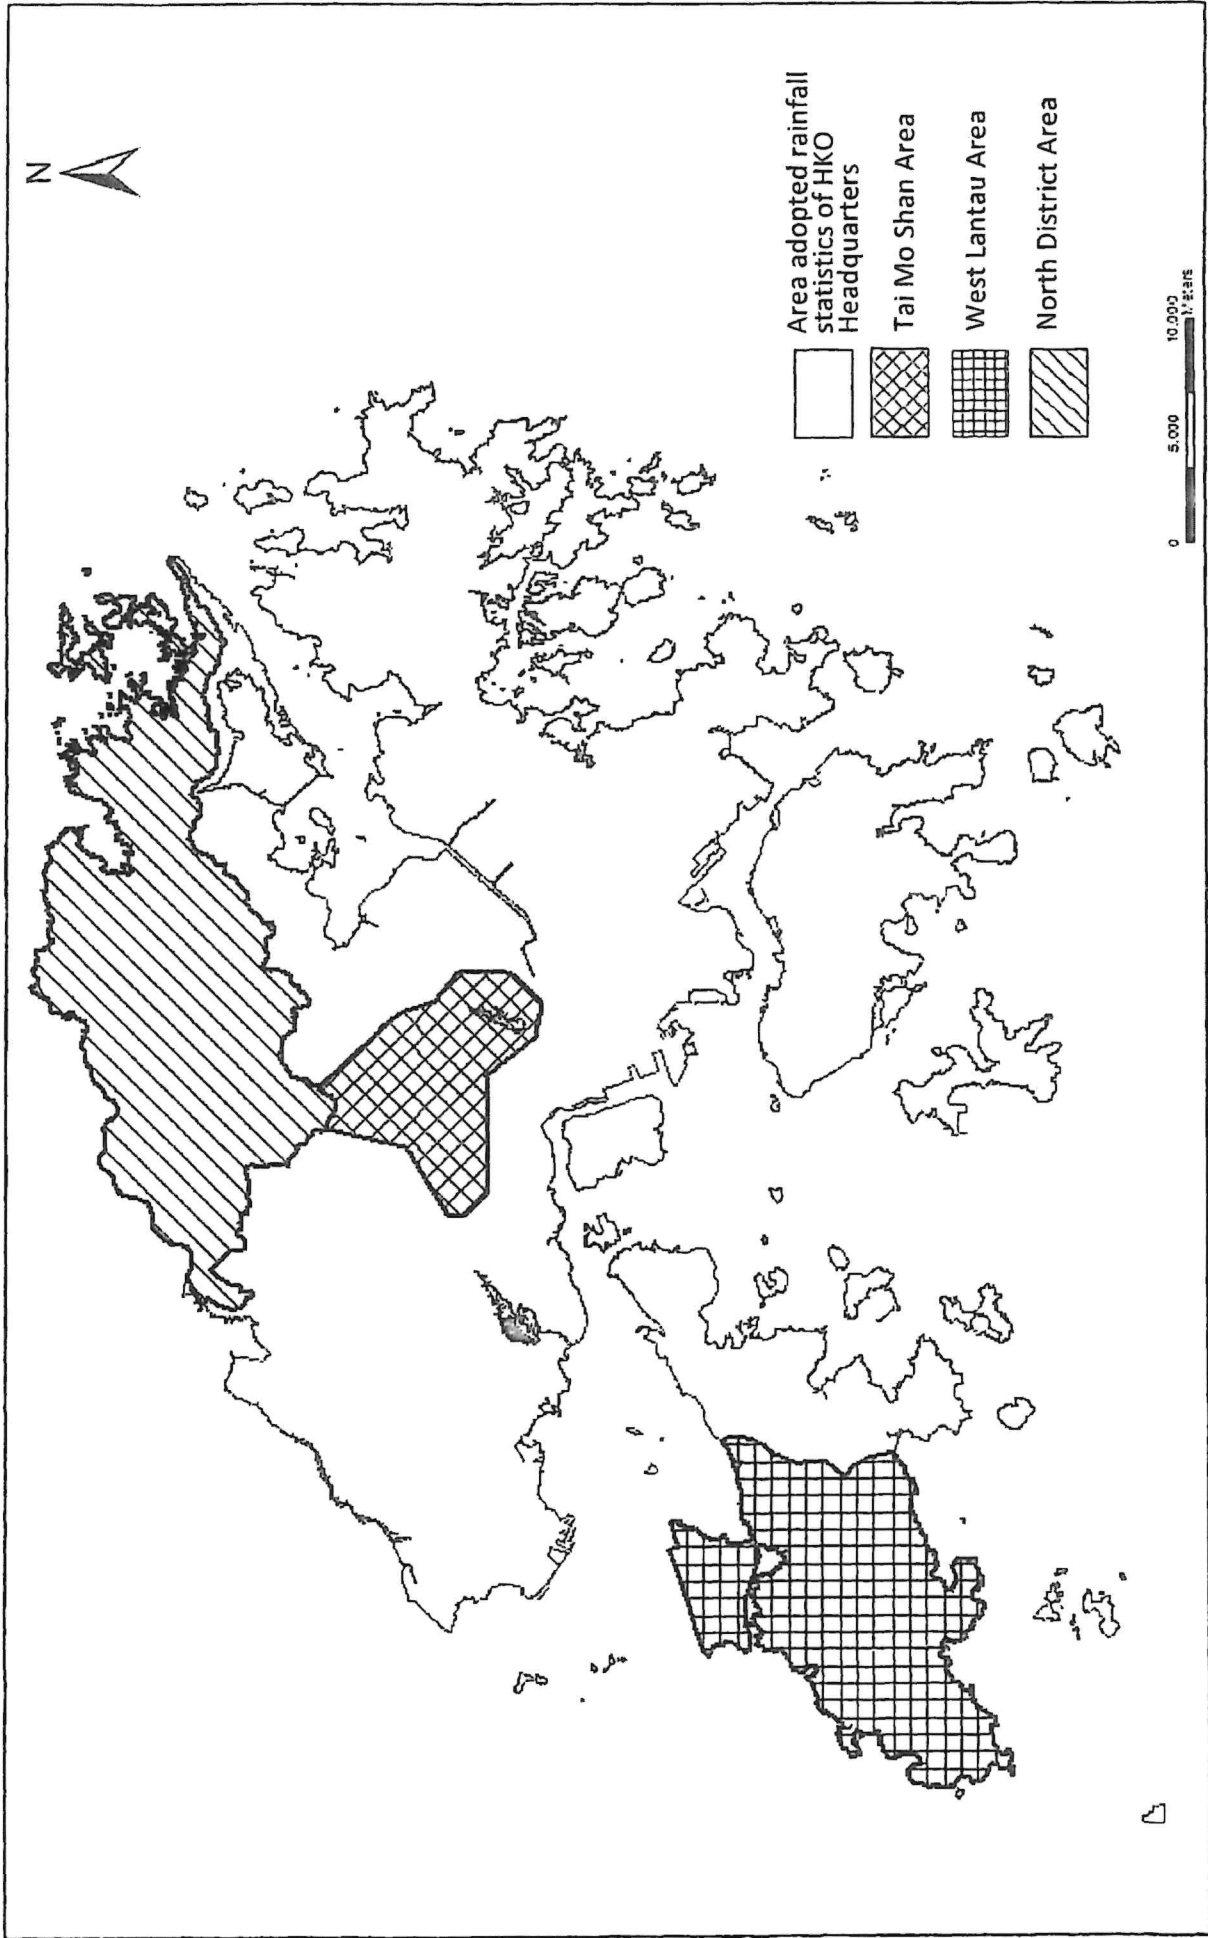 N
Area adopted rainfall
statistics of HKO
Headquarters
Tai Mo Shan Area
West Lantau Area
North District Area
0 5,000 10,000
Meters